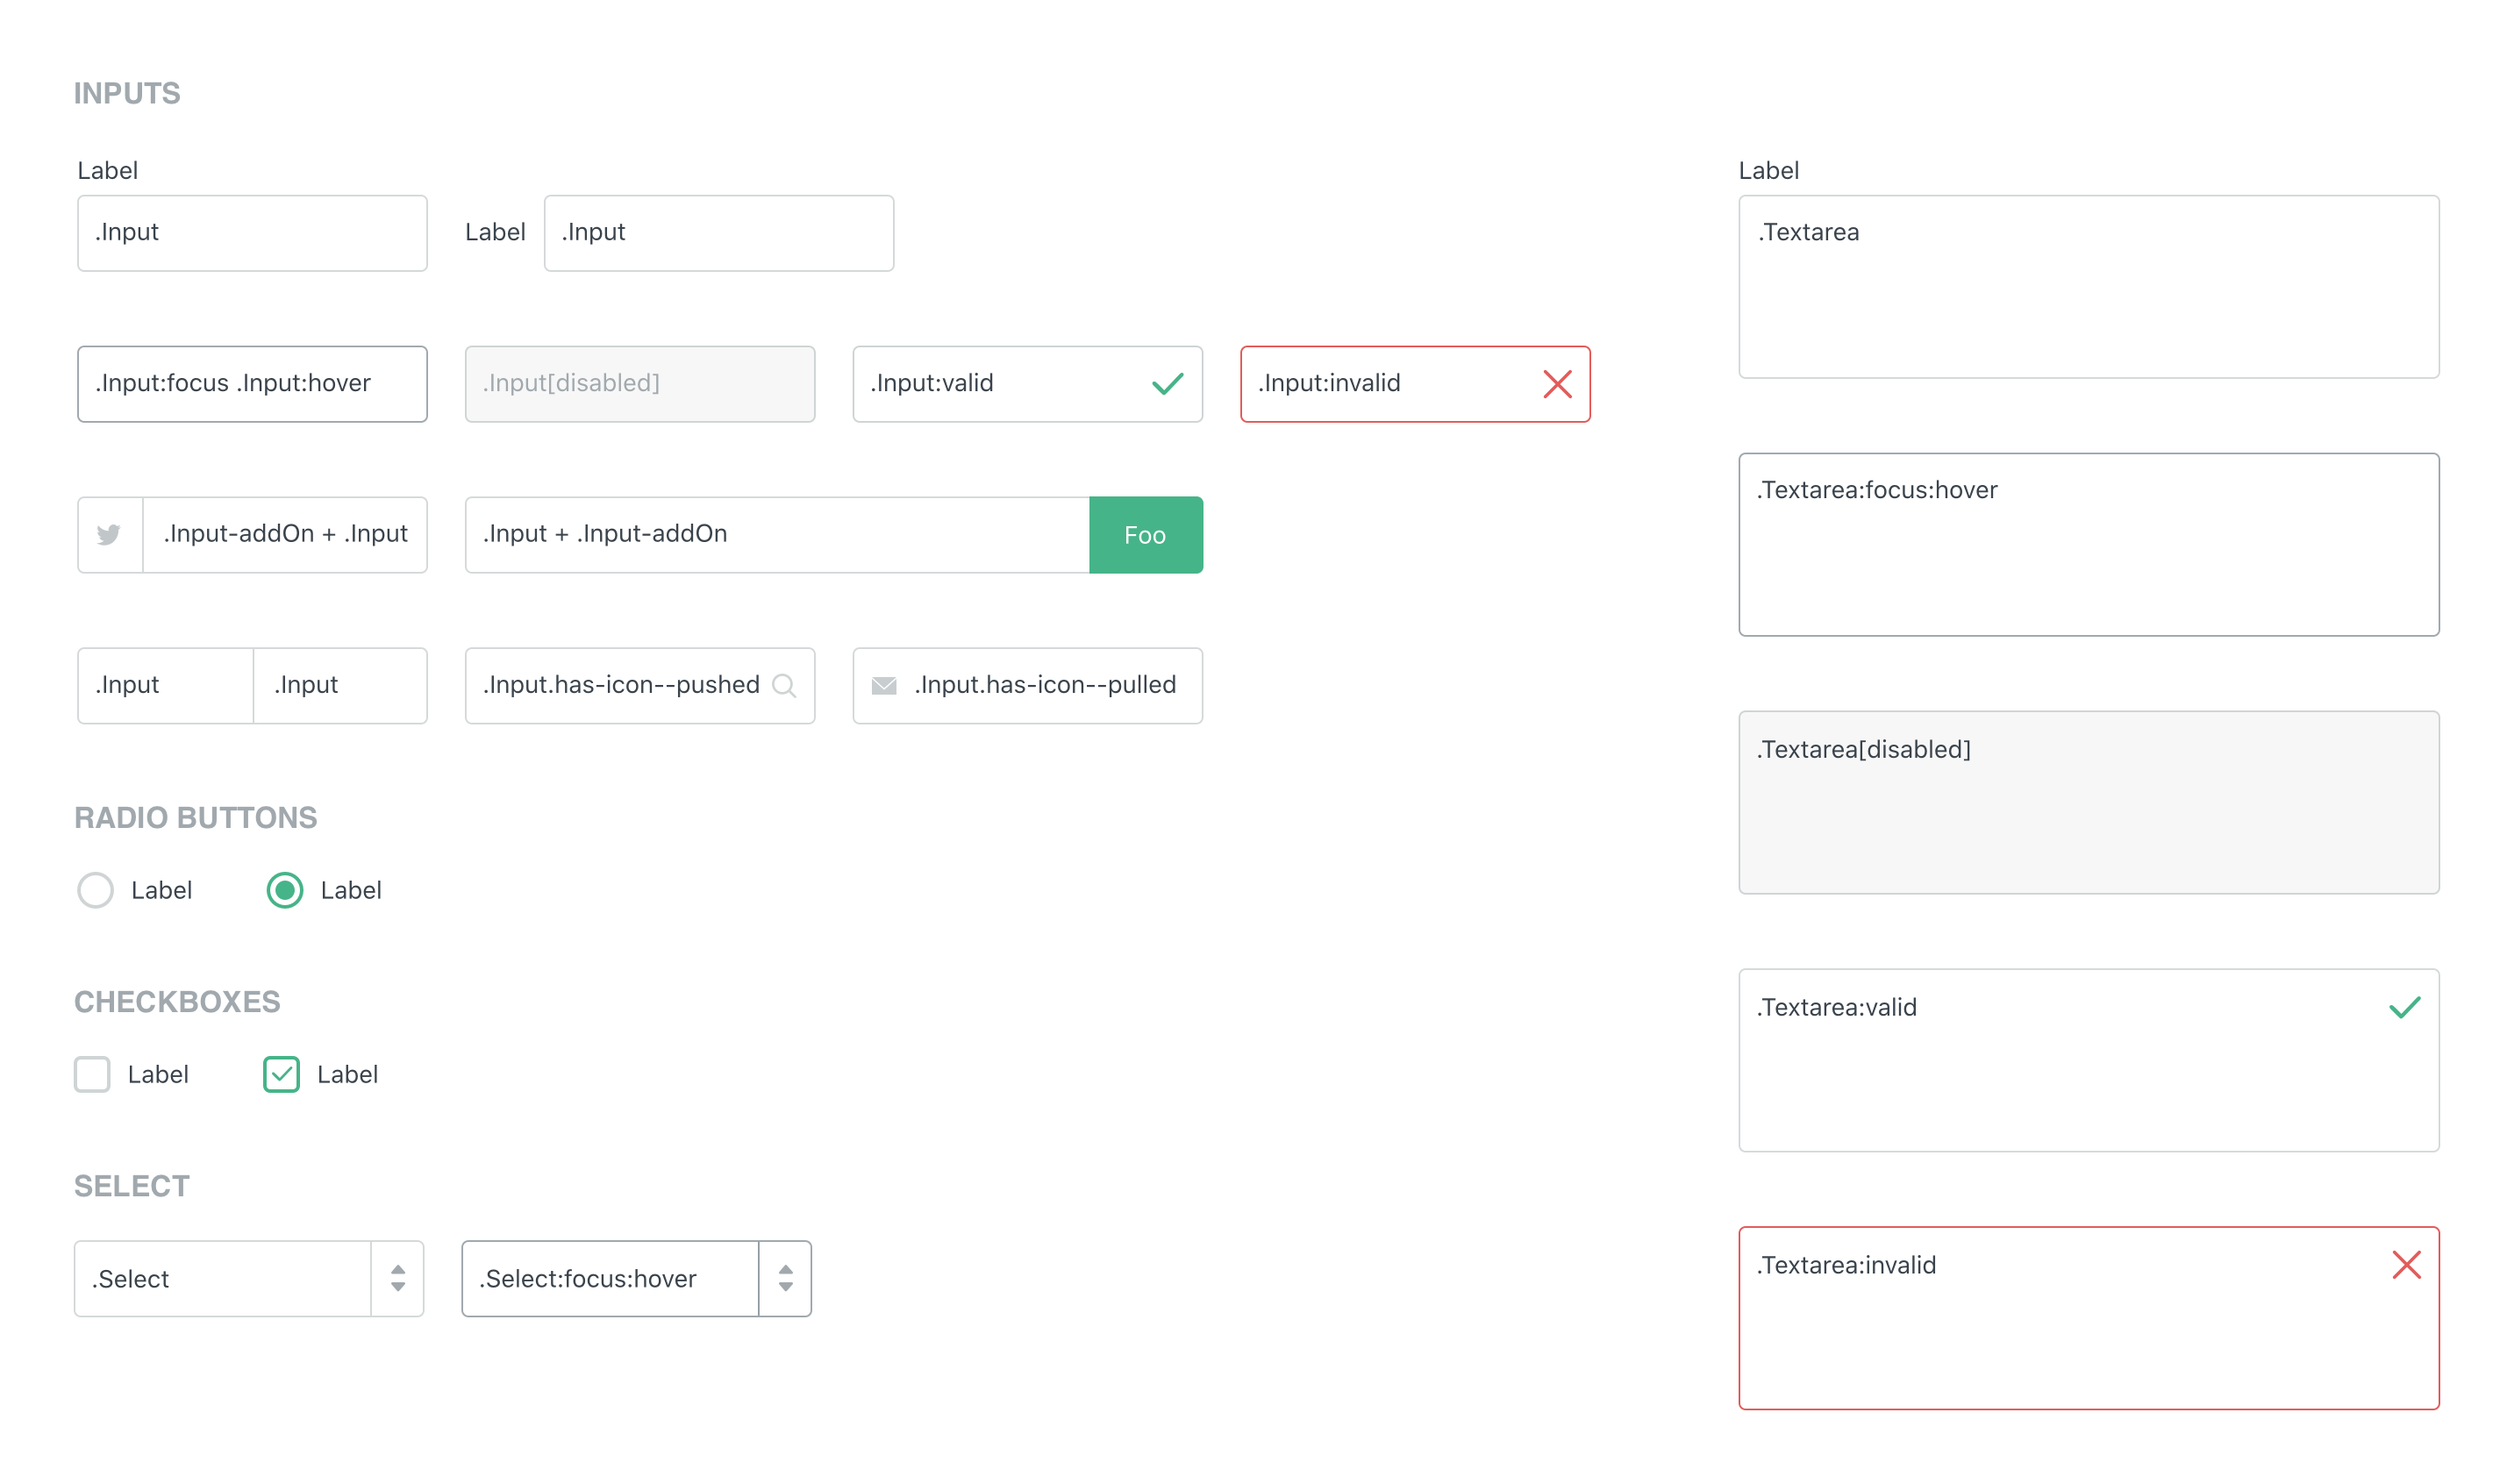 INPUTS
Label
.Input
Label
.Input
.Input:focus .Input:hover
.Input[disabled]
.Input:valid
.Input:invalid
.Input-addOn + .Input
.Input + .Input-addOn
Foo
.Input
.Input
.Input.has-icon--pushed
.Input.has-icon--pulled
RADIO BUTTONS
Label
Label
CHECKBOXES
Label
Label
SELECT
.Select
.Select:focus:hover
Label
.Textarea
.Textarea:focus:hover
.Textarea[disabled]
.Textarea:valid
.Textarea:invalid